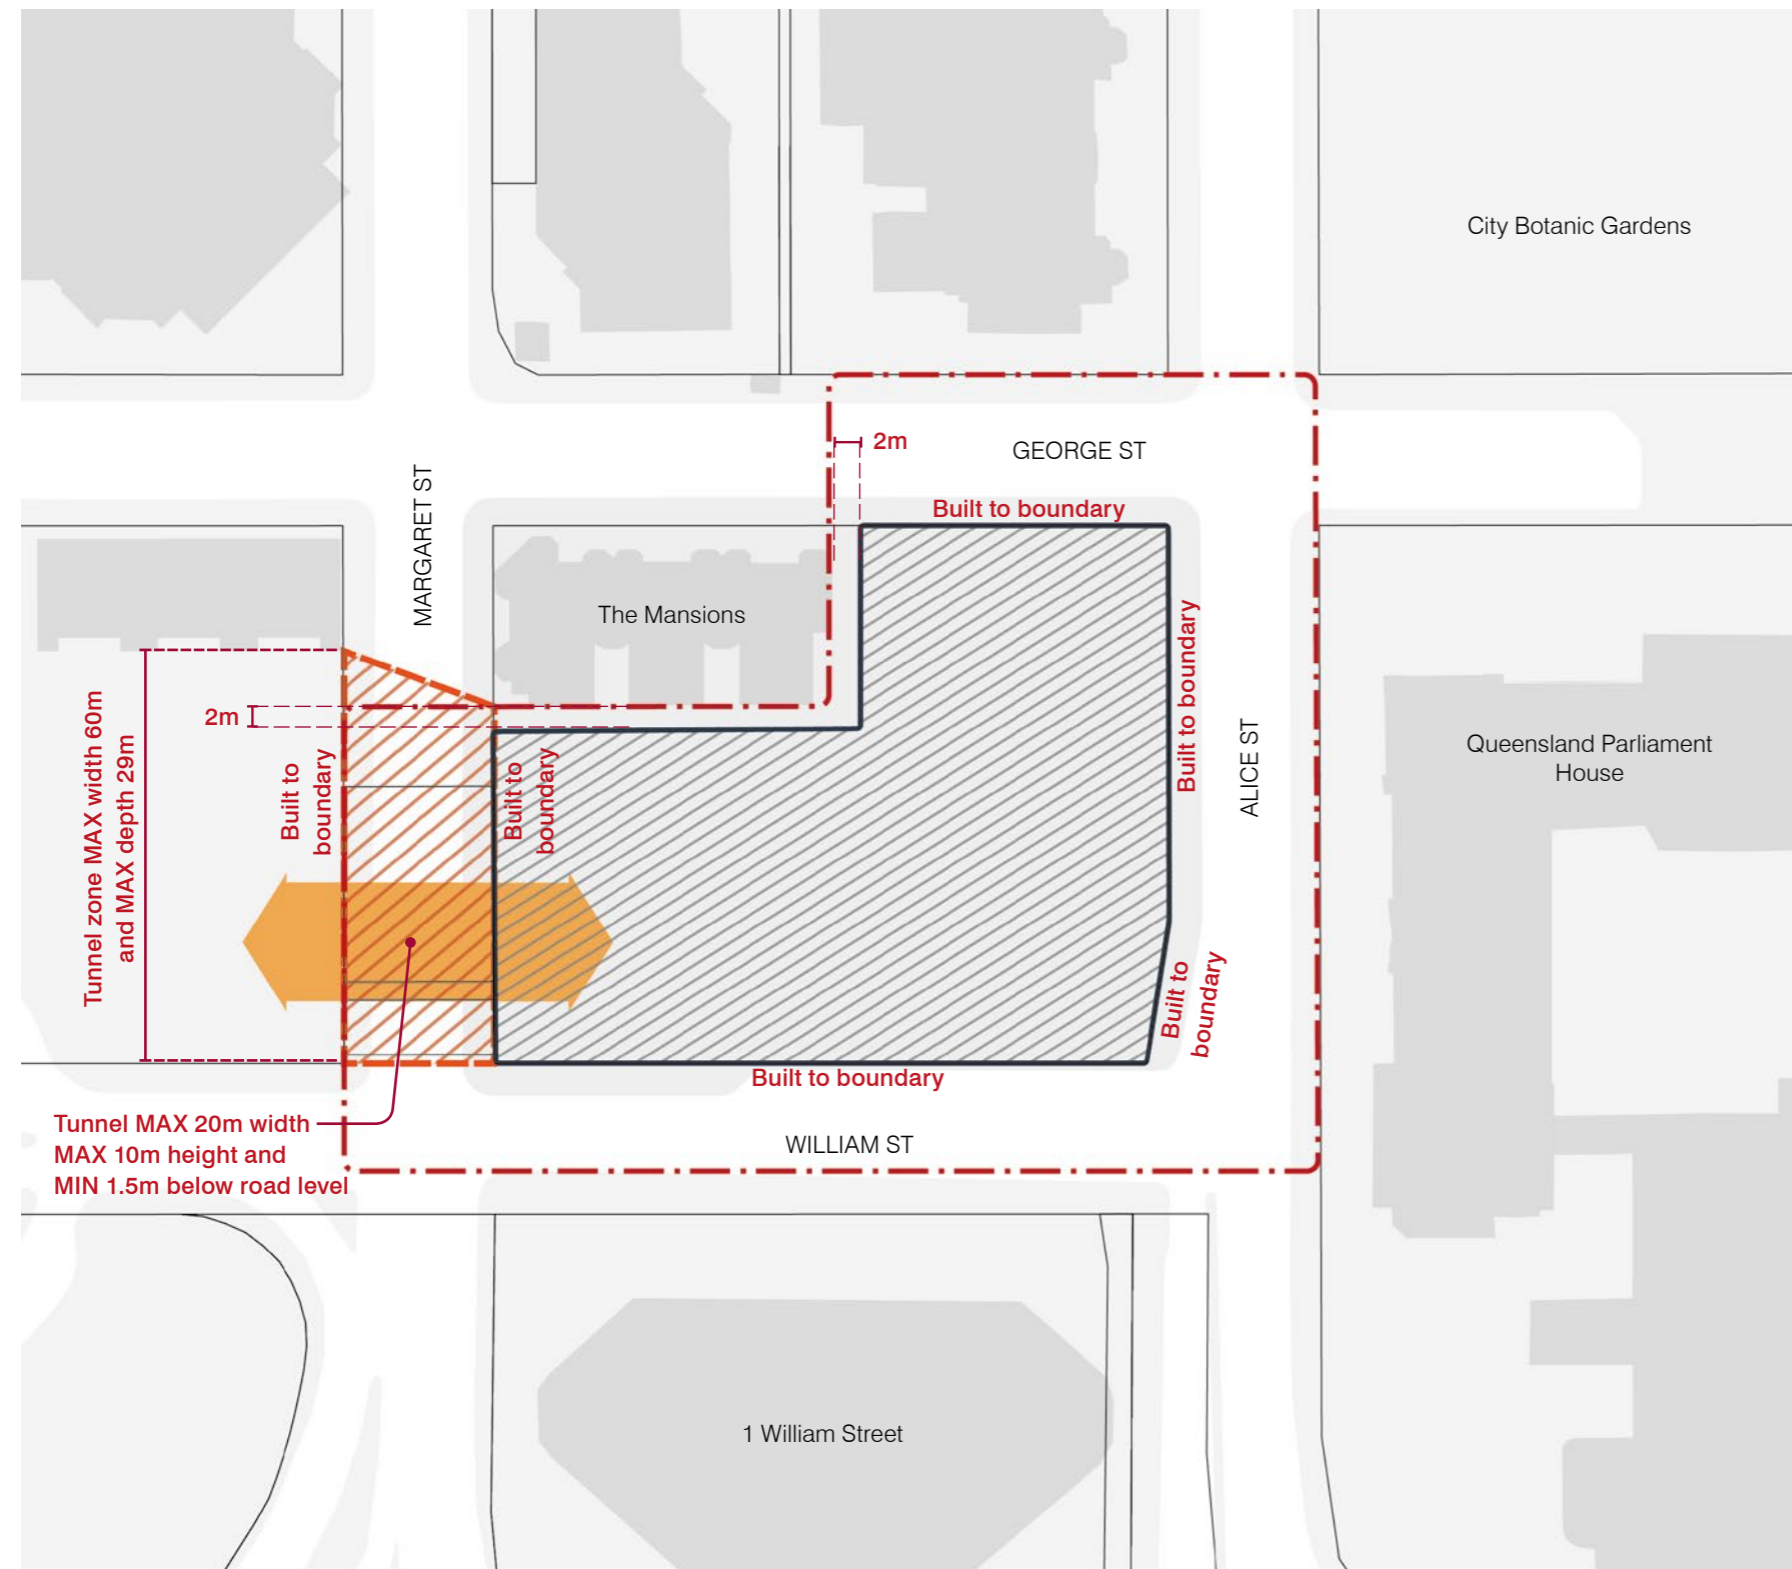 City Botanic Gardens
2m
GEORGE ST
Built to boundary
MARGARET ST
The Mansions
Built to boundary
2m
Tunnel zone MAX width 60m
and MAX depth 29m
Built to
boundary
Built to
boundary
ALICE ST
Queensland Parliament
House
Built to
boundary
Built to boundary
Tunnel MAX 20m width
MAX 10m height and
MIN 1.5m below road level
WILLIAM ST
1 William Street